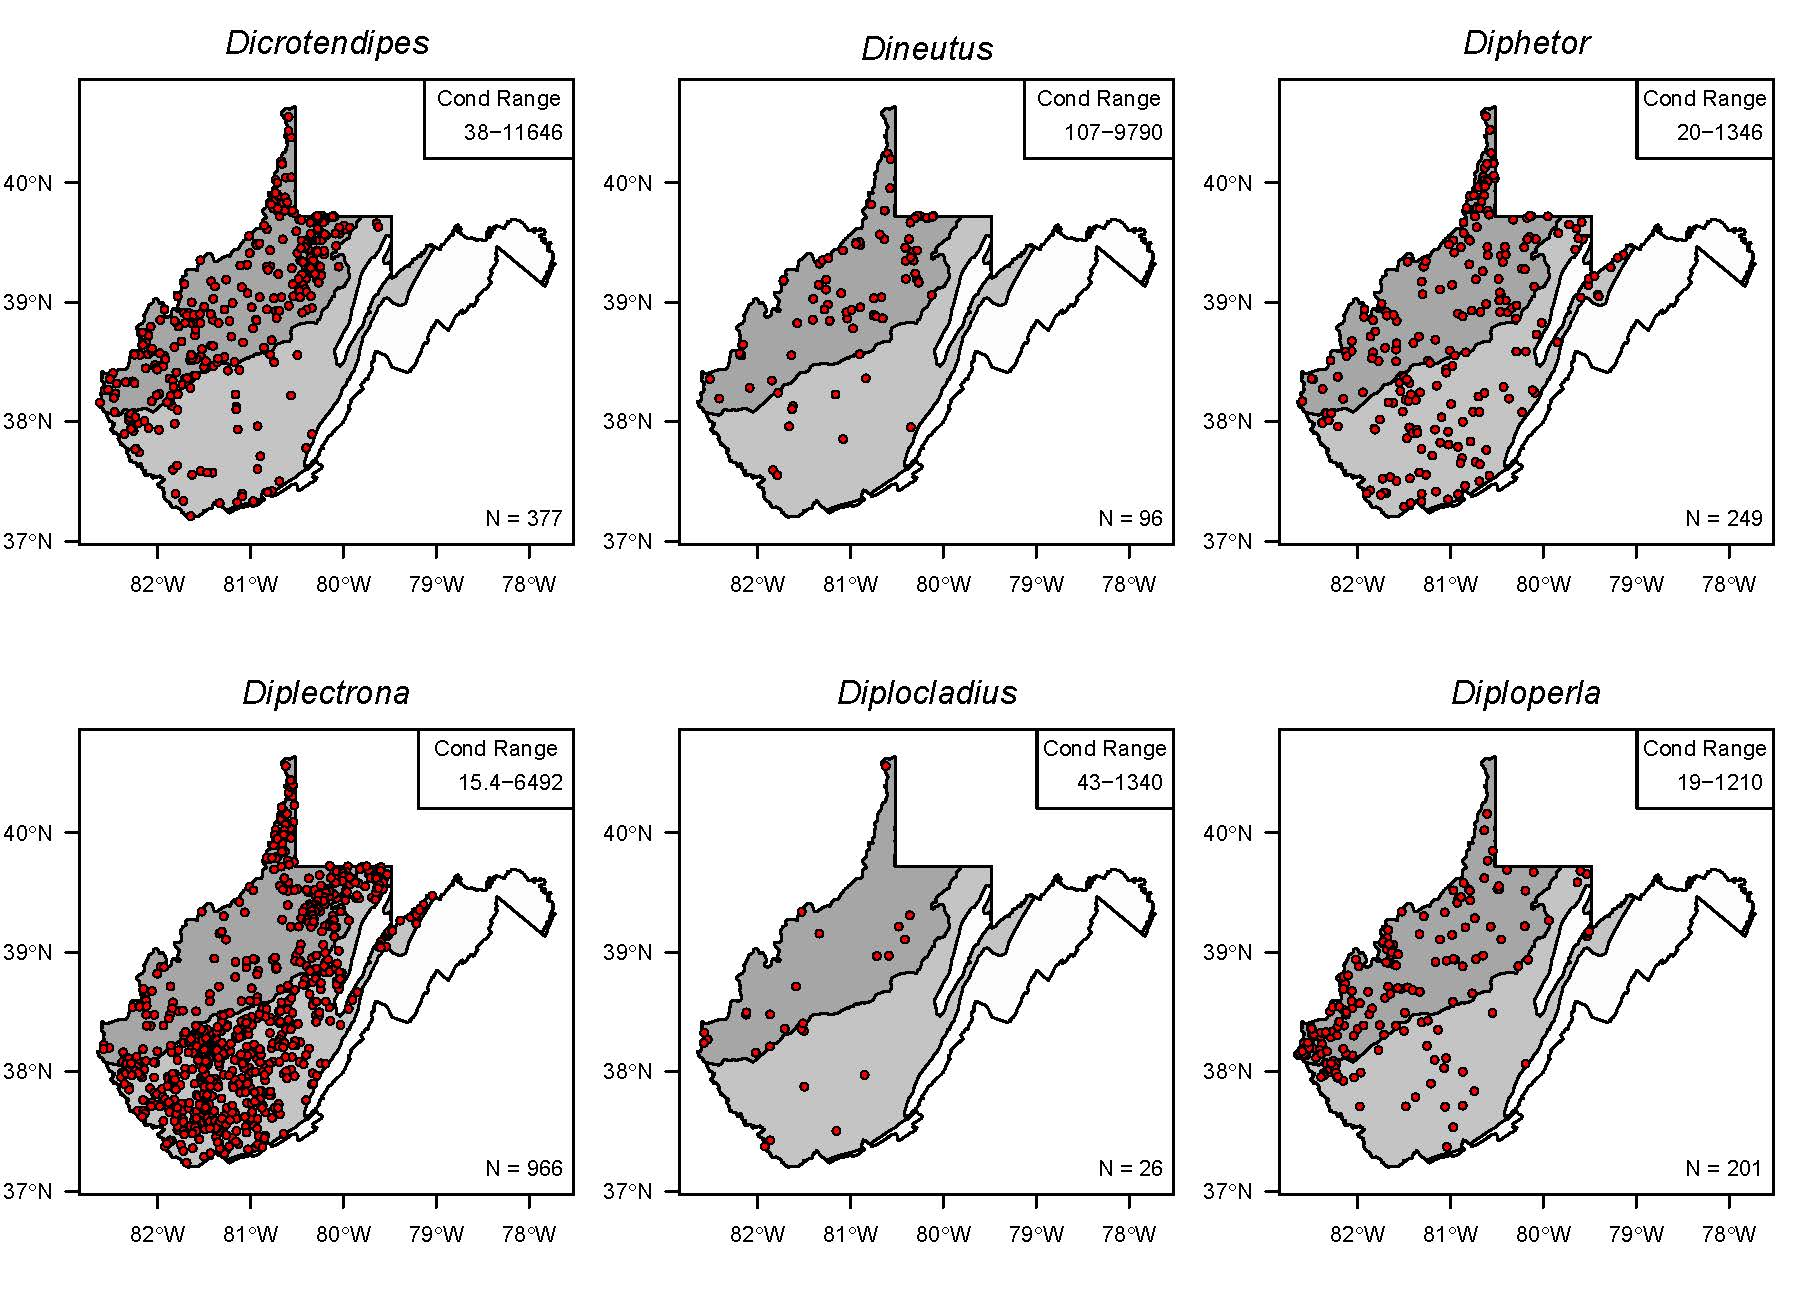 Dicrotendipes
Cond Range
38−11646
40°N
39°N
38°N
37°N
N = 377
82°W 81°W 80°W 79°W 78°W
Dineutus
Cond Range
107−9790
40°N
39°N
38°N
37°N
N = 96
82°W 81°W 80°W 79°W 78°W
Diphetor
Cond Range
20−1346
40°N
39°N
38°N
37°N
N = 249
82°W 81°W 80°W 79°W 78°W
Diplectrona
Cond Range
15.4−6492
40°N
39°N
38°N
37°N
N = 966
82°W 81°W 80°W 79°W 78°W
Diplocladius
Cond Range
43−1340
40°N
39°N
38°N
37°N
N = 26
82°W 81°W 80°W 79°W 78°W
Diploperla
Cond Range
19−1210
40°N
39°N
38°N
37°N
N = 201
82°W 81°W 80°W 79°W 78°W